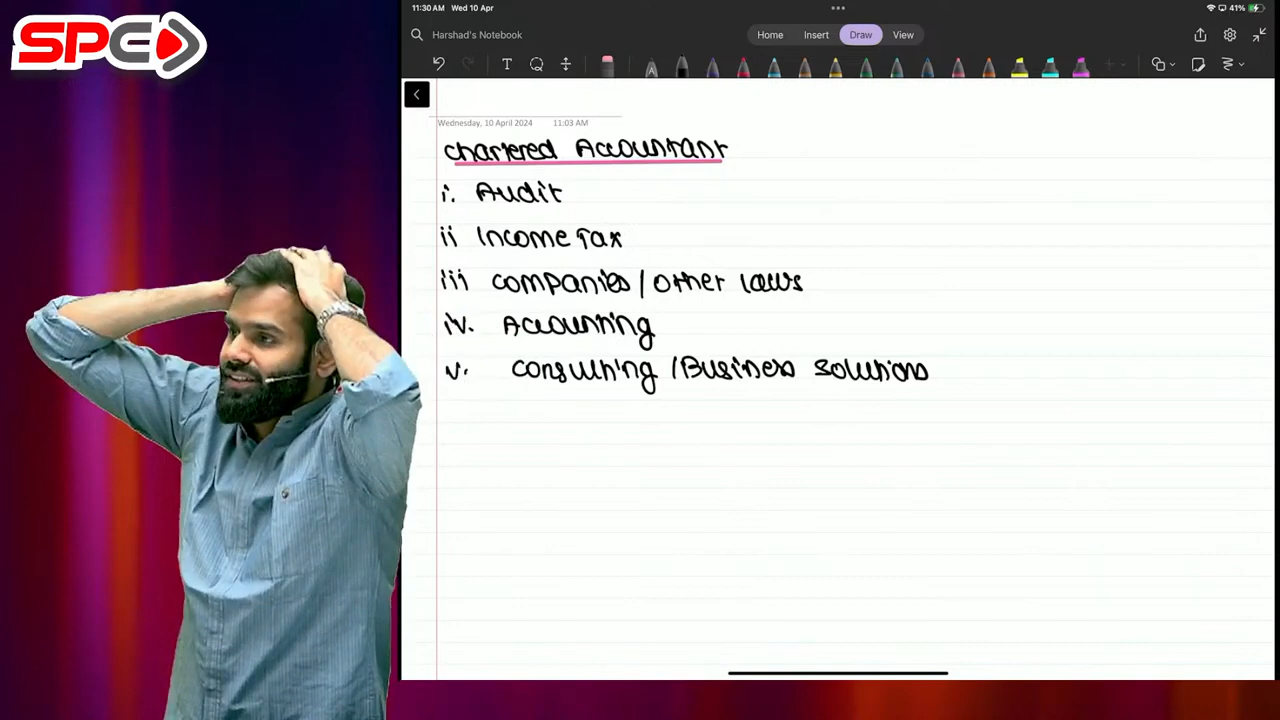 SPC
11:30 AM Wed 10 Apr
41%
Harshad's Notebook
Home Insert Draw View
Wednesday, 10 April 2024 11:03 AM
Chartered Accountant
i. Audit
ii Income Tax
iii Companies / Other laws
iv. Accounting
v. Consulting / Business Solutions